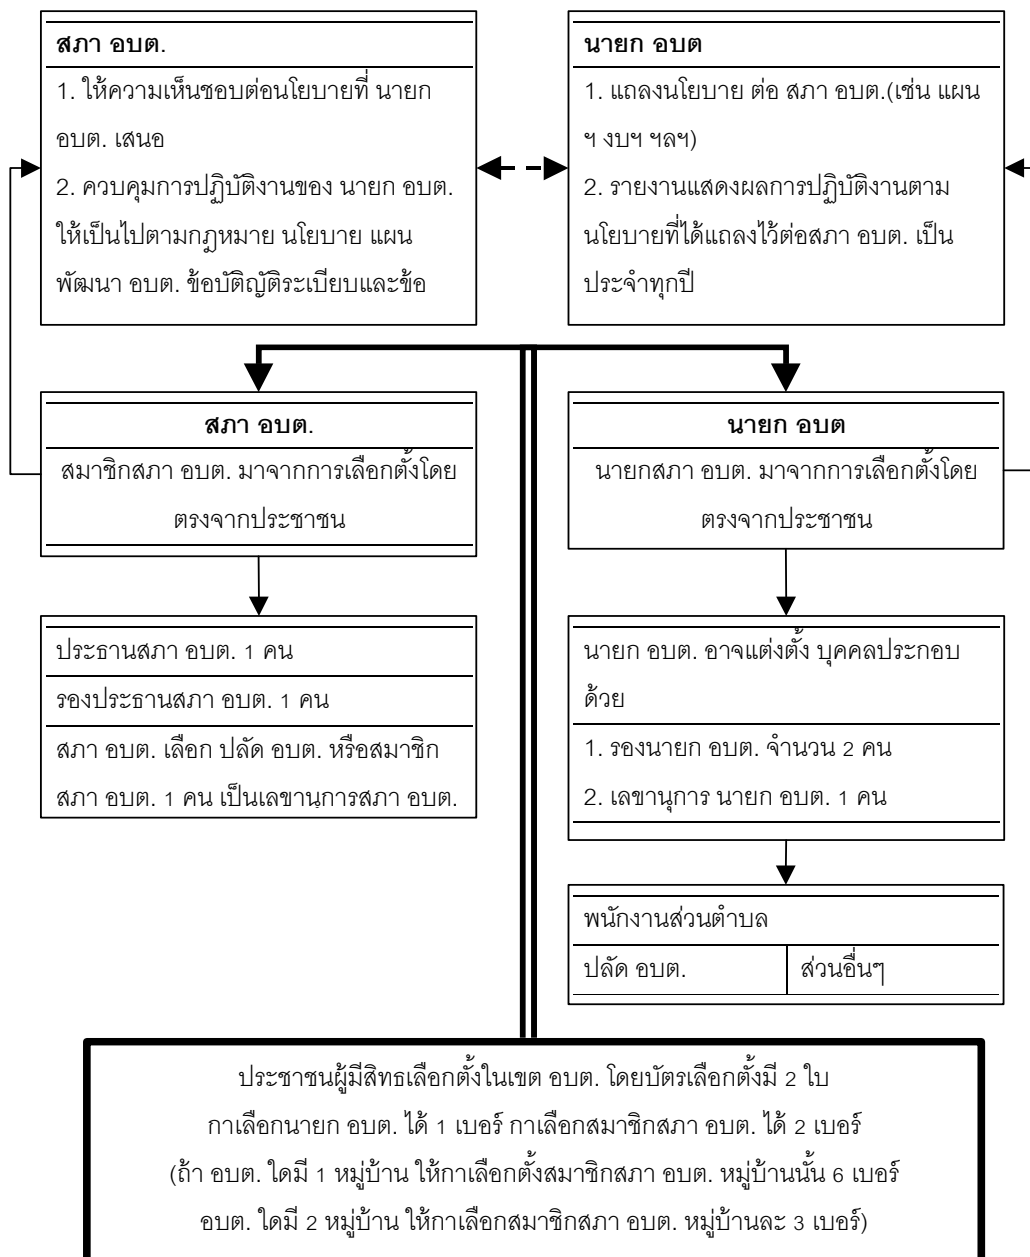 สภา อบต.
1. ให้ความเห็นชอบต่อนโยบายที่ นายก
อบต. เสนอ
2. ควบคุมการปฏิบัติงานของ นายก อบต.
ให้เป็นไปตามกฎหมาย นโยบาย แผน
พัฒนา อบต. ข้อบัติญัติระเบียบและข้อ
นายก อบต
1. แถลงนโยบาย ต่อ สภา อบต.(เช่น แผน
ฯ งบฯ ฯลฯ)
2. รายงานแสดงผลการปฏิบัติงานตาม
นโยบายที่ได้แถลงไว้ต่อสภา อบต. เป็น
ประจำทุกปี
สภา อบต.
สมาชิกสภา อบต. มาจากการเลือกตั้งโดย
ตรงจากประชาชน
นายก อบต
นายกสภา อบต. มาจากการเลือกตั้งโดย
ตรงจากประชาชน
ประธานสภา อบต. 1 คน
รองประธานสภา อบต. 1 คน
สภา อบต. เลือก ปลัด อบต. หรือสมาชิก
สภา อบต. 1 คน เป็นเลขานุการสภา อบต.
นายก อบต. อาจแต่งตั้ง บุคคลประกอบ
ด้วย
1. รองนายก อบต. จำนวน 2 คน
2. เลขานุการ นายก อบต. 1 คน
พนักงานส่วนตำบล
ปลัด อบต.
ส่วนอื่นๆ
ประชาชนผู้มีสิทธเลือกตั้งในเขต อบต. โดยบัตรเลือกตั้งมี 2 ใบ
กาเลือกนายก อบต. ได้ 1 เบอร์ กาเลือกสมาชิกสภา อบต. ได้ 2 เบอร์
(ถ้า อบต. ใดมี 1 หมู่บ้าน ให้กาเลือกตั้งสมาชิกสภา อบต. หมู่บ้านนั้น 6 เบอร์
อบต. ใดมี 2 หมู่บ้าน ให้กาเลือกสมาชิกสภา อบต. หมู่บ้านละ 3 เบอร์)